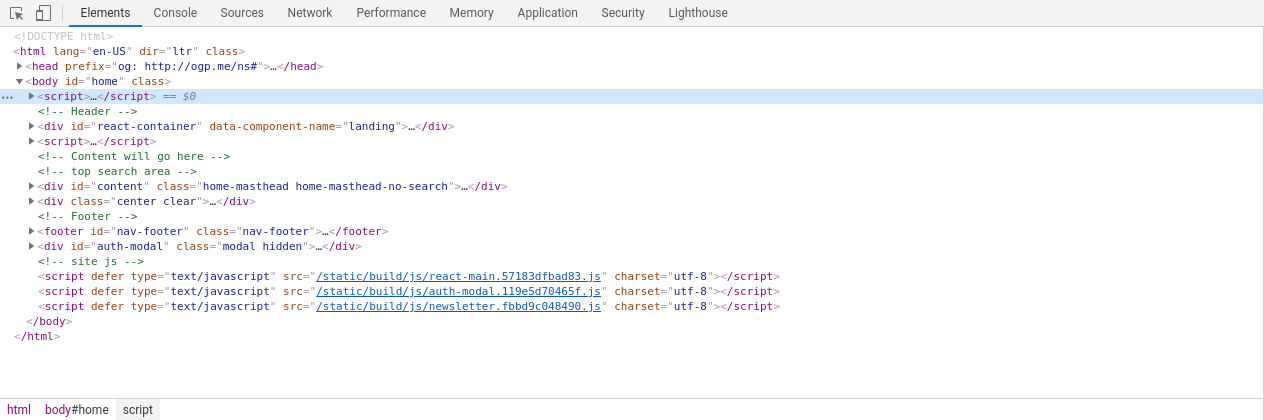 Elements Console Sources Network Performance Memory Application Security Lighthouse
<!DOCTYPE html>
<html lang="en-US" dir="ltr" class>
<head prefix="og: http://ogp.me/ns#">…</head>
<body id="home" class>
<script>…</script> == $0
<!-- Header -->
<div id="react-container" data-component-name="landing">…</div>
<script>…</script>
<!-- Content will go here -->
<!-- top search area -->
<div id="content" class="home-masthead home-masthead-no-search">…</div>
<div class="center clear">…</div>
<!-- Footer -->
<footer id="nav-footer" class="nav-footer">…</footer>
<div id="auth-modal" class="modal hidden">…</div>
<!-- site js -->
<script defer type="text/javascript" src="/static/build/js/react-main.57183dfbad83.js" charset="utf-8"></script>
<script defer type="text/javascript" src="/static/build/js/auth-modal.119e5d70465f.js" charset="utf-8"></script>
<script defer type="text/javascript" src="/static/build/js/newsletter.fbbd9c048490.js" charset="utf-8"></script>
</body>
</html>
html body#home script